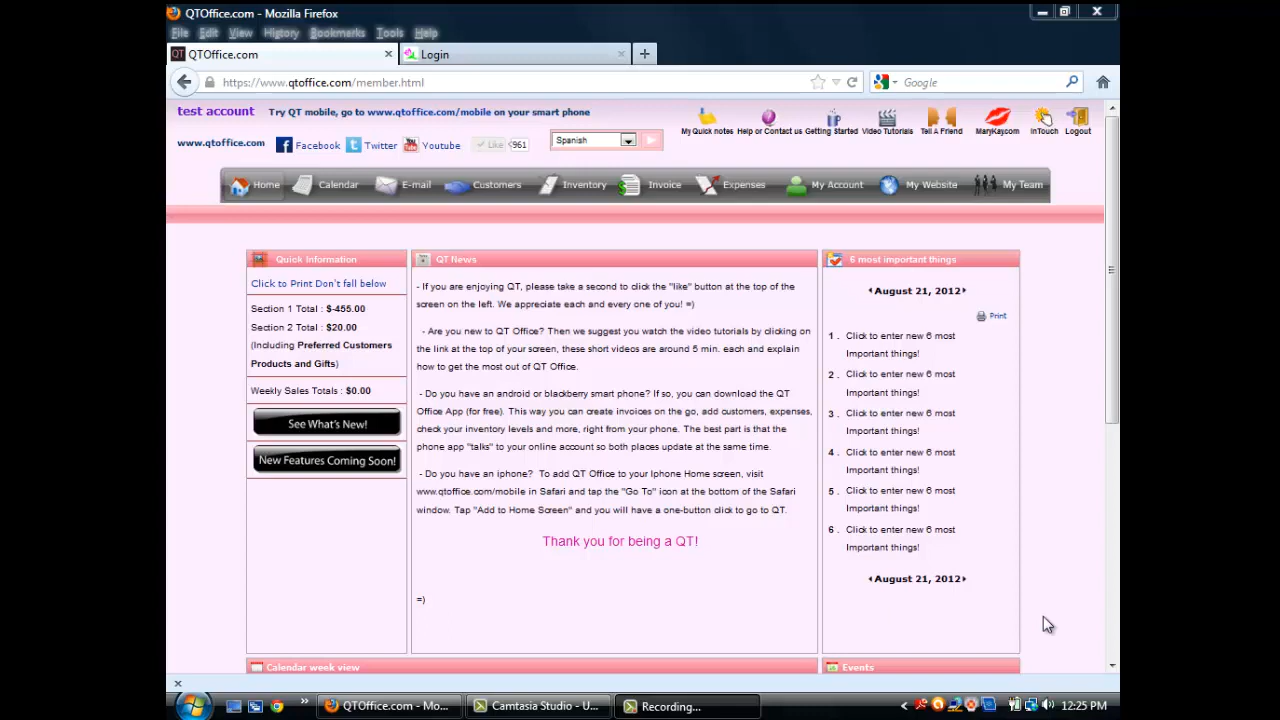 QTOffice.com - Mozilla Firefox
File Edit View History Bookmarks Tools Help
QTOffice.com
Login
https://www.qtoffice.com/member.html
Google
test account Try QT mobile, go to www.qtoffice.com/mobile on your smart phone
My Quick notes Help or Contact us Getting Started Video Tutorials Tell A Friend MaryKay.com InTouch Logout
www.qtoffice.com Facebook Twitter Youtube Like 961 Spanish
Home Calendar E-mail Customers Inventory Invoice Expenses My Account My Website My Team
Quick Information
Click to Print Don't fall below
Section 1 Total : $-455.00
Section 2 Total : $20.00
(Including Preferred Customers
Products and Gifts)
Weekly Sales Totals : $0.00
See What's New!
New Features Coming Soon!
QT News
- If you are enjoying QT, please take a second to click the "like" button at the top of the
screen on the left. We appreciate each and every one of you! =)
- Are you new to QT Office? Then we suggest you watch the video tutorials by clicking on
the link at the top of your screen, these short videos are around 5 min. each and explain
how to get the most out of QT Office.
- Do you have an android or blackberry smart phone? If so, you can download the QT
Office App (for free). This way you can create invoices on the go, add customers, expenses,
check your inventory levels and more, right from your phone. The best part is that the
phone app "talks" to your online account so both places update at the same time.
- Do you have an iphone? To add QT Office to your Iphone Home screen, visit
www.qtoffice.com/mobile in Safari and tap the "Go To" icon at the bottom of the Safari
window. Tap "Add to Home Screen" and you will have a one-button click to go to QT.
Thank you for being a QT!
=)
6 most important things
August 21, 2012
Print
1 . Click to enter new 6 most
Important things!
2 . Click to enter new 6 most
Important things!
3 . Click to enter new 6 most
Important things!
4 . Click to enter new 6 most
Important things!
5 . Click to enter new 6 most
Important things!
6 . Click to enter new 6 most
Important things!
August 21, 2012
Calendar week view
Events
QTOffice.com - Mo...
Camtasia Studio - U...
Recording...
12:25 PM